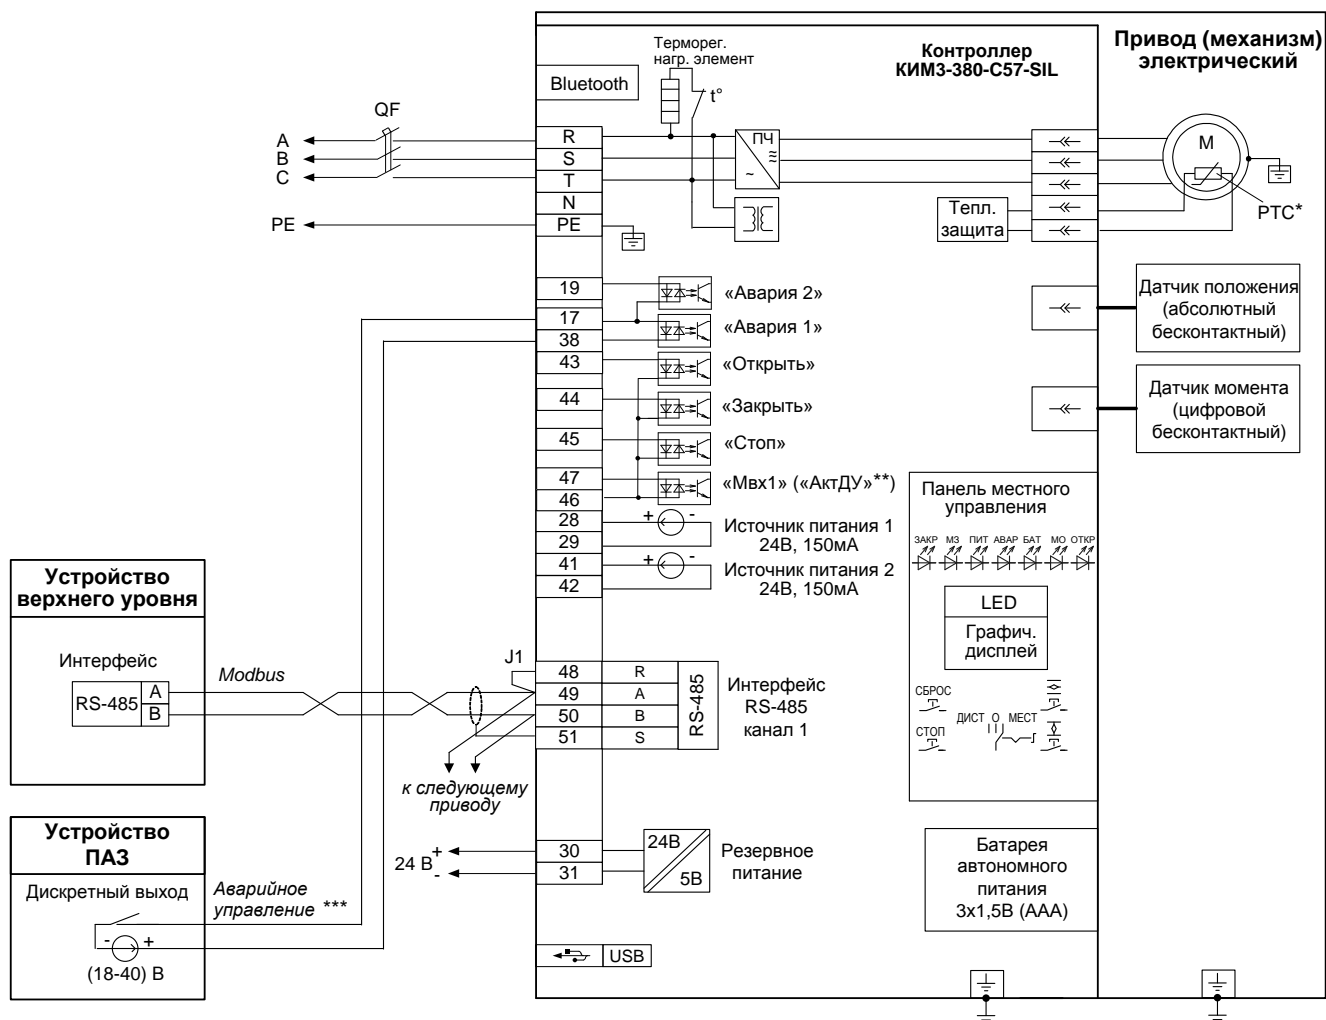 Привод (механизм)
электрический
Контроллер
КИМ3-380-С57-SIL
Терморег.
нагр. элемент
Bluetooth
t°
QF
A
B
C
PE
R
S
T
N
PE
ПЧ
≈
~
M
PTC*
Тепл.
защита
19
17
38
43
44
45
47
46
28
29
41
42
«Авария 2»
«Авария 1»
«Открыть»
«Закрыть»
«Стоп»
«Мвх1» («АктДУ»**)
+ -
Источник питания 1
24В, 150мА
+ -
Источник питания 2
24В, 150мА
Датчик положения
(абсолютный
бесконтактный)
Датчик момента
(цифровой
бесконтактный)
Панель местного
управления
ЗАКР МЗ ПИТ АВАР БАТ МО ОТКР
LED
Графич.
дисплей
СБРОС
СТОП
ДИСТ О МЕСТ
Устройство
верхнего уровня
Интерфейс
RS-485
A
B
Modbus
J1
48 R
49 A
50 B
51 S
RS-485
Интерфейс
RS-485
канал 1
к следующему
приводу
Устройство
ПАЗ
Дискретный выход
- +
(18-40) В
Аварийное
управление ***
24 В
+
-
30
31
24В
5В
Резервное
питание
Батарея
автономного
питания
3х1,5В (ААА)
USB